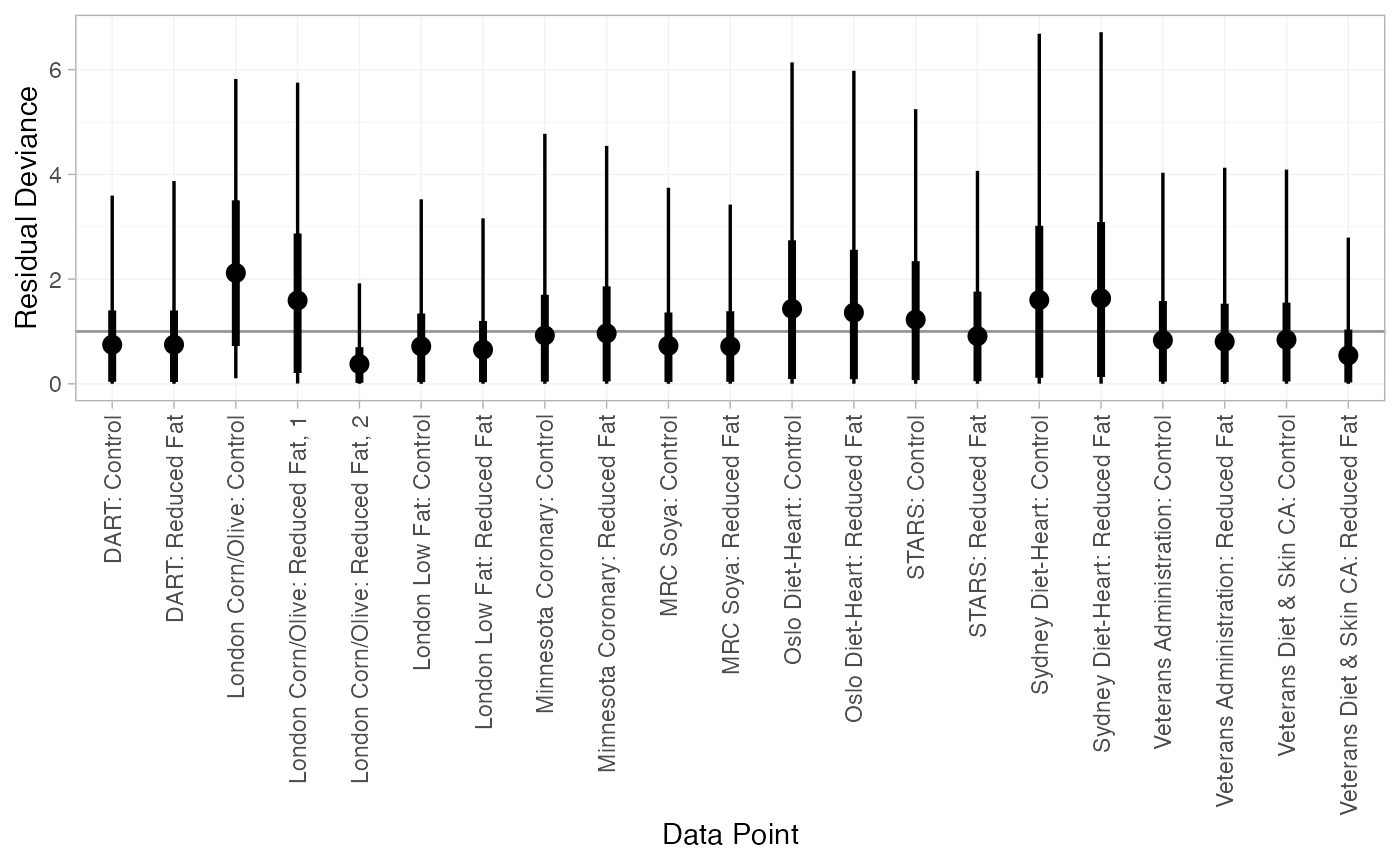 Residual Deviance
6
4
2
0
DART: Control
DART: Reduced Fat
London Corn/Olive: Control
London Corn/Olive: Reduced Fat, 1
London Corn/Olive: Reduced Fat, 2
London Low Fat: Control
London Low Fat: Reduced Fat
Minnesota Coronary: Control
Minnesota Coronary: Reduced Fat
MRC Soya: Control
MRC Soya: Reduced Fat
Oslo Diet-Heart: Control
Oslo Diet-Heart: Reduced Fat
STARS: Control
STARS: Reduced Fat
Sydney Diet-Heart: Control
Sydney Diet-Heart: Reduced Fat
Veterans Administration: Control
Veterans Administration: Reduced Fat
Veterans Diet & Skin CA: Control
Veterans Diet & Skin CA: Reduced Fat
Data Point